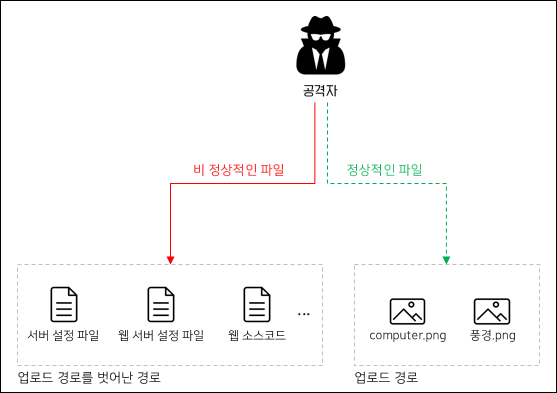 공격자
비 정상적인 파일
정상적인 파일
서버 설정 파일
웹 서버 설정 파일
웹 소스코드
...
computer.png
풍경.png
업로드 경로를 벗어난 경로
업로드 경로